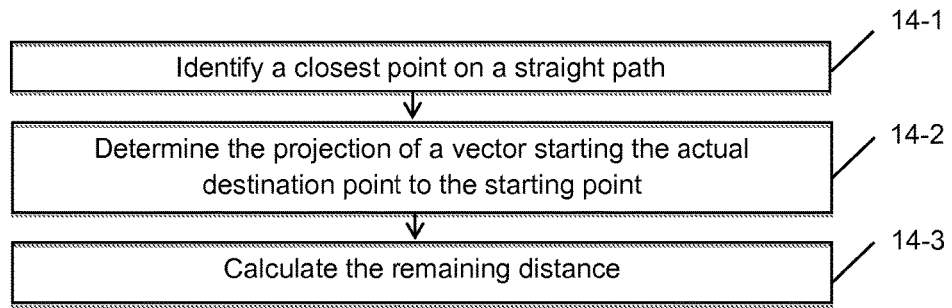 14-1
Identify a closest point on a straight path
14-2
Determine the projection of a vector starting the actual
destination point to the starting point
14-3
Calculate the remaining distance